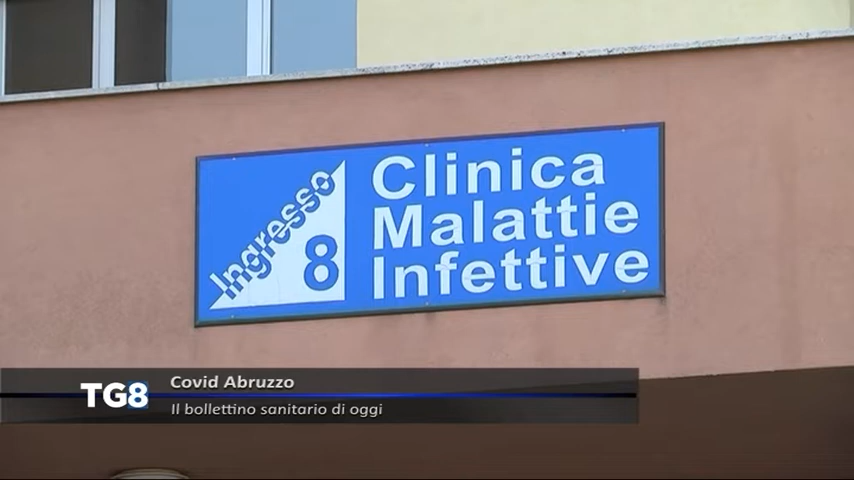 Ingresso
8
Clinica
Malattie
Infettive
TG8
Covid Abruzzo
Il bollettino sanitario di oggi